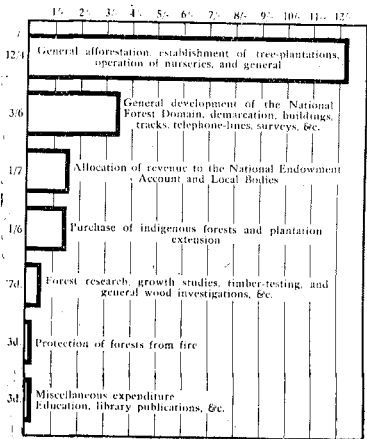 1/- 2/- 3/- 4/- 5/- 6/- 7/- 8/- 9/- 10/- 11/- 12/-
12/4
General afforestation, establishment of tree-plantations,
operation of nurseries, and general
3/6
General development of the National
Forest Domain, demarcation, buildings,
tracks, telephone-lines, surveys, &c.
1/7
Allocation of revenue to the National Endowment
Account and Local Bodies
1/6
Purchase of indigenous forests and plantation
extension
7d.
Forest research, growth studies, timber-testing, and
general wood investigations, &c.
3d.
Protection of forests from fire
3d.
Miscellaneous expenditure
Education, library publications, &c.